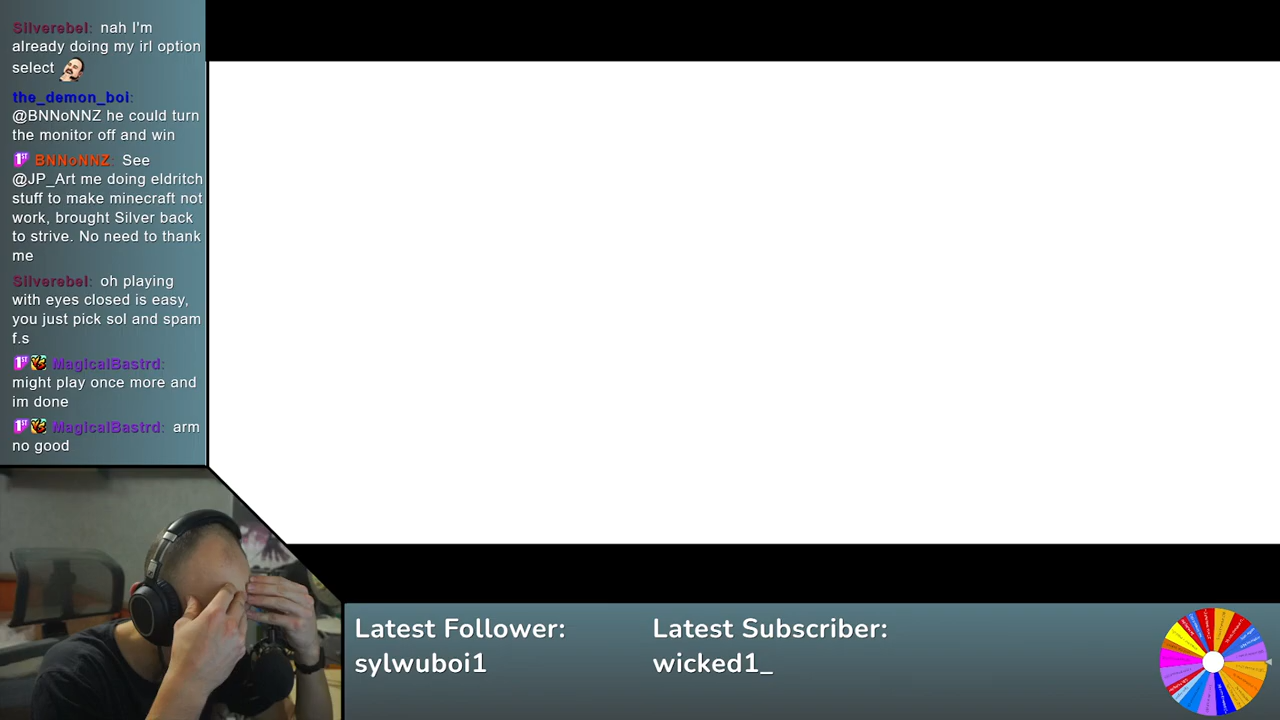 Silverebel: nah I'm
already doing my irl option
select
the_demon_boi:
@BNNoNNZ he could turn
the monitor off and win
1ST BNNoNNZ: See
@JP_Art me doing eldritch
stuff to make minecraft not
work, brought Silver back
to strive. No need to thank
me
Silverebel: oh playing
with eyes closed is easy,
you just pick sol and spam
f.s
1ST MagicalBastrd:
might play once more and
im done
1ST MagicalBastrd: arm
no good
Latest Follower:
sylwuboi1
Latest Subscriber:
wicked1_